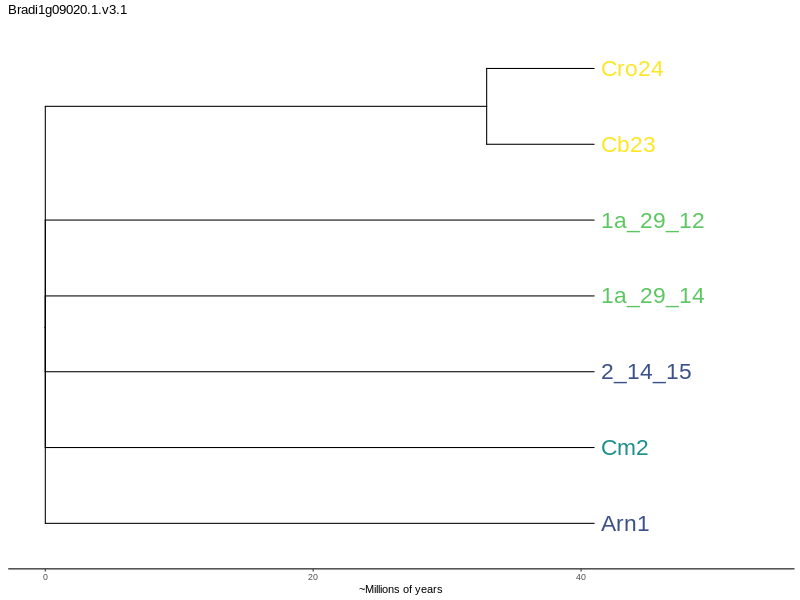 Bradi1g09020.1.v3.1
Cro24
Cb23
1a_29_12
1a_29_14
2_14_15
Cm2
Arn1
0 20 40
~Millions of years